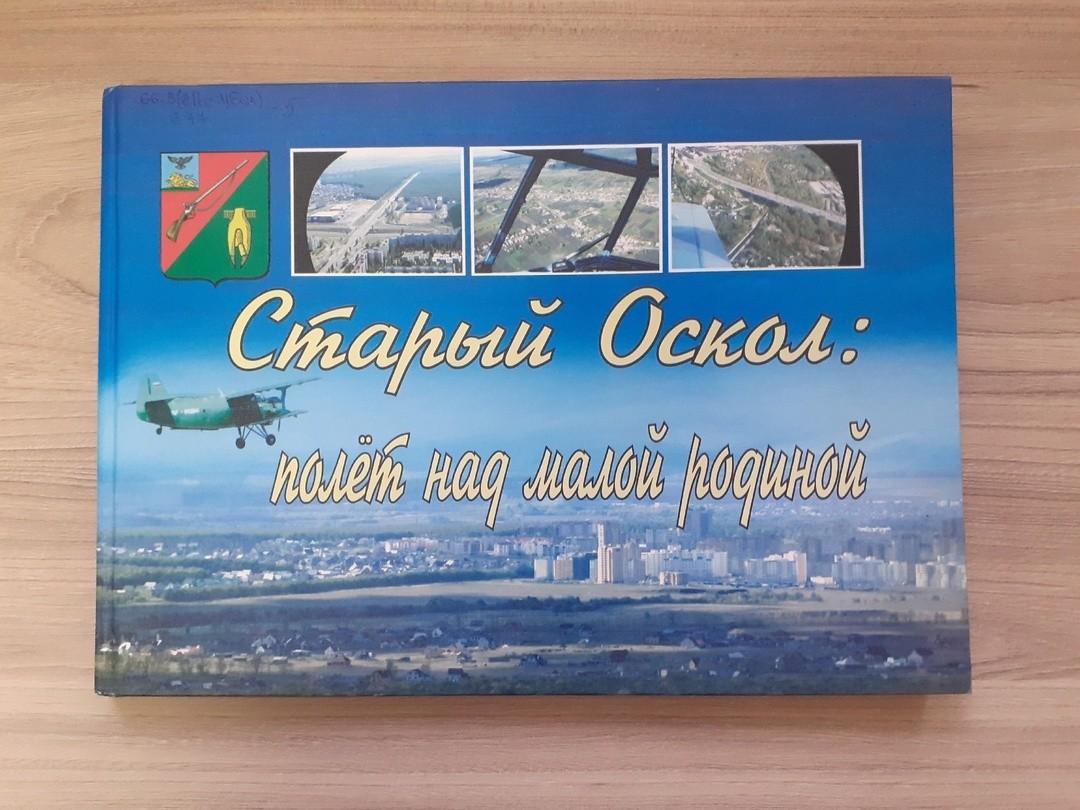 Старый Оскол:
полёт над малой родиной